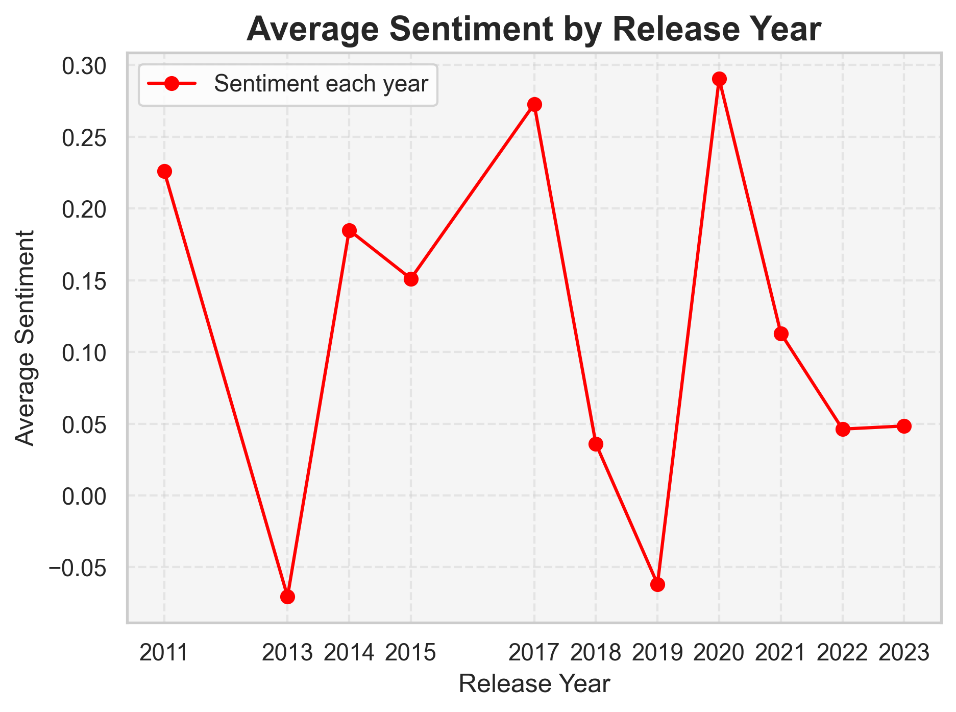 Average Sentiment by Release Year
Sentiment each year
Average Sentiment
0.30
0.25
0.20
0.15
0.10
0.05
0.00
−0.05
2011 2013 2014 2015 2017 2018 2019 2020 2021 2022 2023
Release Year